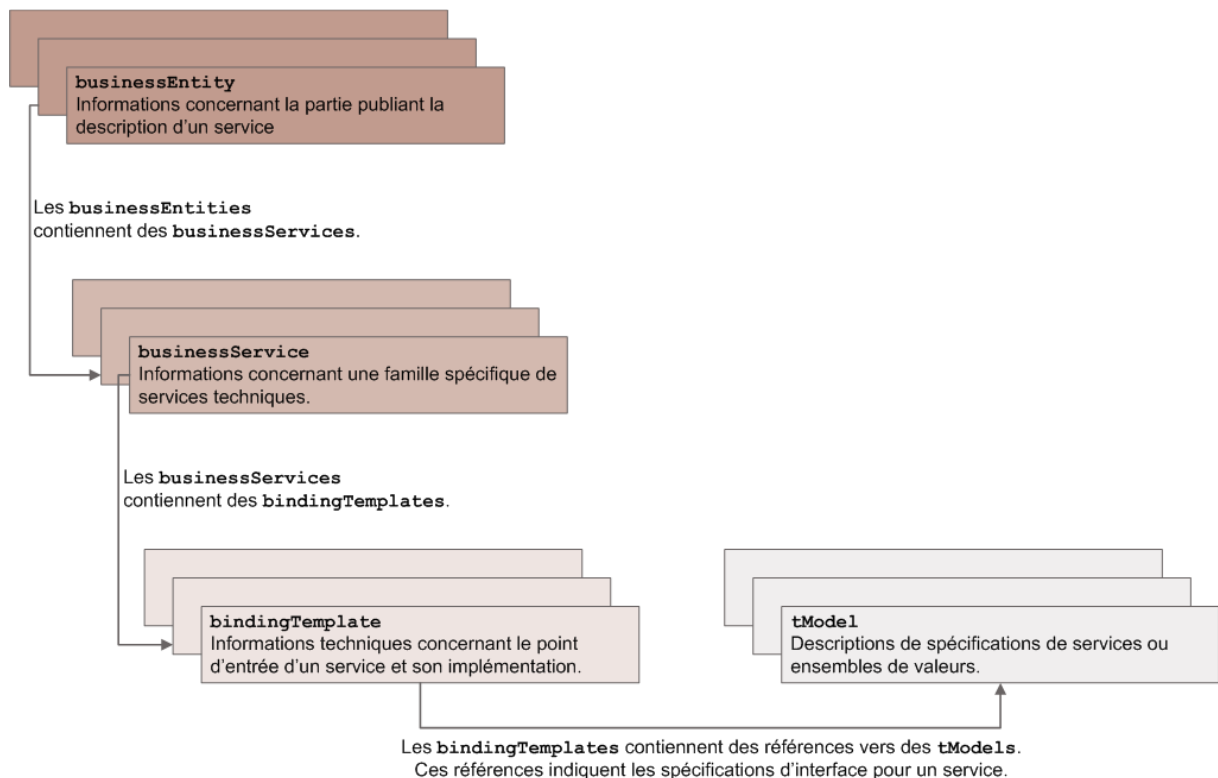 businessEntity
Informations concernant la partie publiant la
description d'un service
Les businessEntities
contiennent des businessServices.
businessService
Informations concernant une famille spécifique de
services techniques.
Les businessServices
contiennent des bindingTemplates.
bindingTemplate
Informations techniques concernant le point
d'entrée d'un service et son implémentation.
tModel
Descriptions de spécifications de services ou
ensembles de valeurs.
Les bindingTemplates contiennent des références vers des tModels.
Ces références indiquent les spécifications d'interface pour un service.